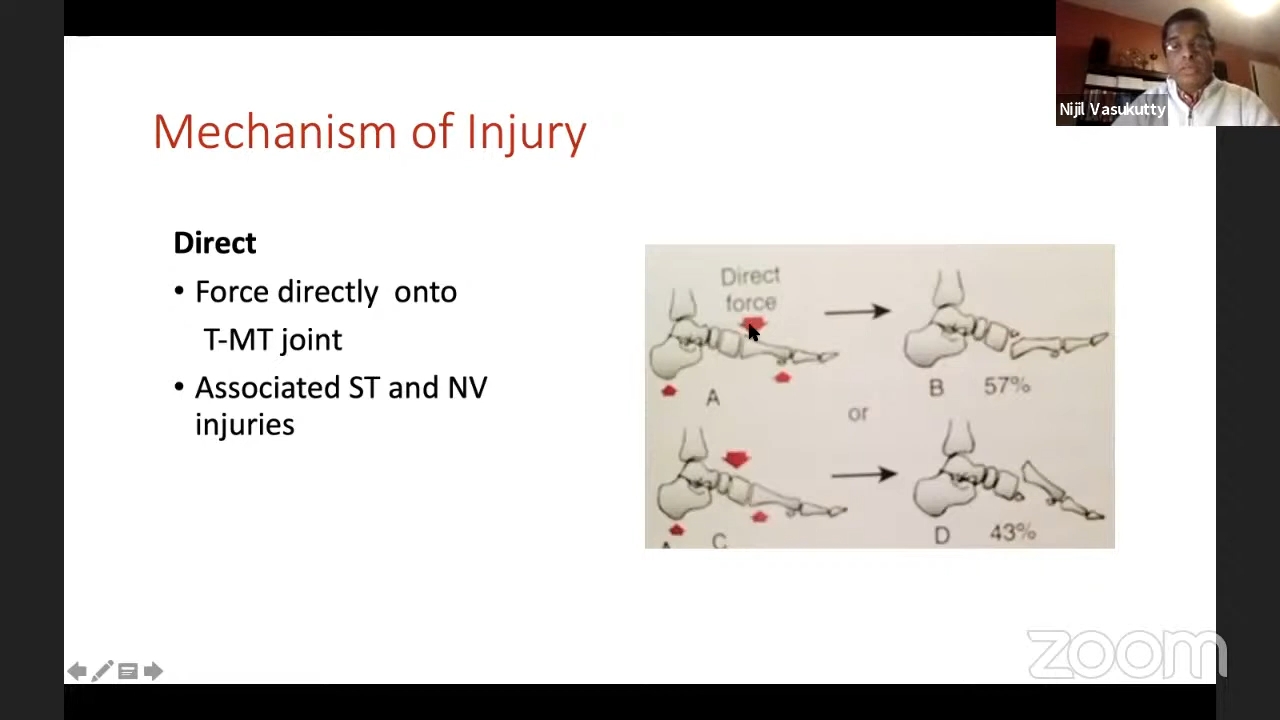 Nijil Vasukutty
Mechanism of Injury
Direct
• Force directly onto
T-MT joint
• Associated ST and NV
injuries
Direct
force
A
B 57%
or
C
D 43%
zoom